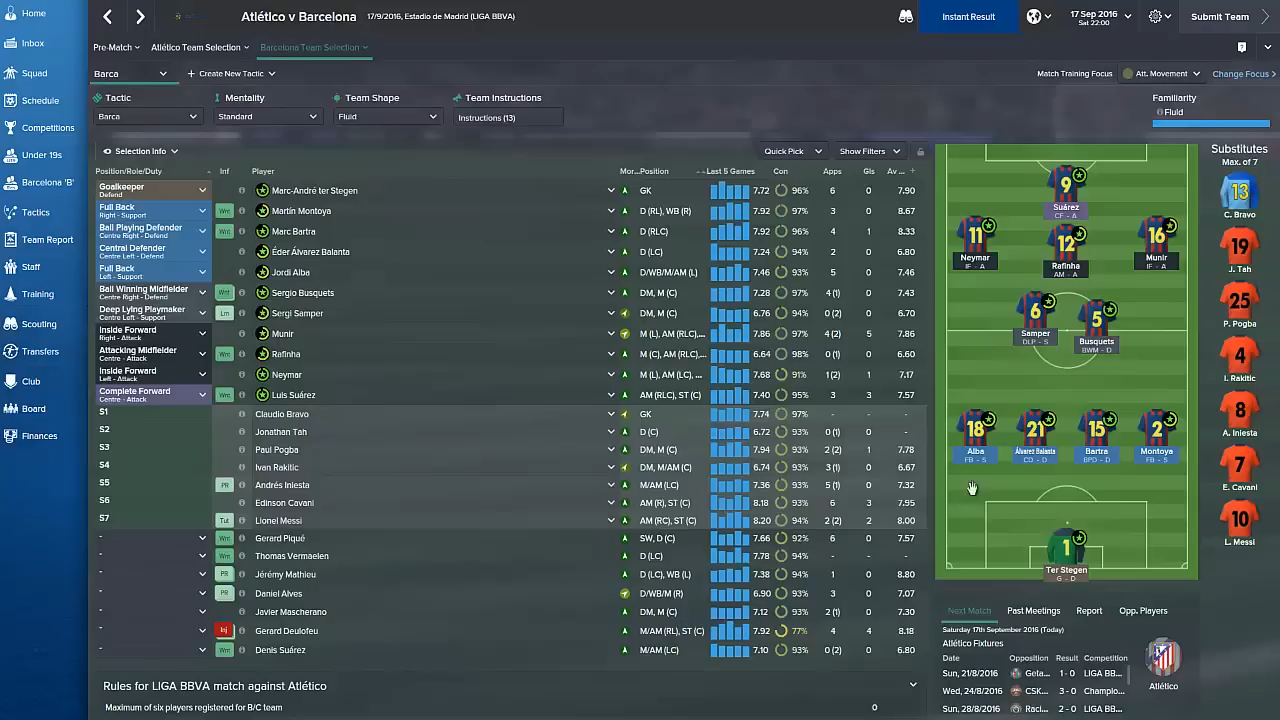 Home
Inbox
Squad
Schedule
Competitions
Under 19s
Barcelona 'B'
Tactics
Team Report
Staff
Training
Scouting
Transfers
Club
Board
Finances
Atlético v Barcelona
17/9/2016, Estadio de Madrid (LIGA BBVA)
Instant Result
17 Sep 2016
Sat 22:00
Submit Team
Pre-Match
Atlético Team Selection
Barcelona Team Selection
Barca
+ Create New Tactic
Match Training Focus
Att. Movement
Change Focus
Tactic
Mentality
Team Shape
Team Instructions
Barca
Standard
Fluid
Instructions (13)
Familiarity
Fluid
Selection Info
Quick Pick
Show Filters
Position/Role/Duty Inf Player Mor... Position Last 5 Games Con Apps Gls Av ...
Goalkeeper
Defend
Marc-André ter Stegen GK 7.72 96% 6 0 7.90
Full Back
Right - Support
Wnt Martín Montoya D (RL), WB (R) 7.92 97% 3 0 8.67
Ball Playing Defender
Centre Right - Defend
Wnt Marc Bartra D (RLC) 7.92 96% 4 1 8.33
Central Defender
Centre Left - Defend
Éder Álvarez Balanta D (LC) 7.24 94% 2 0 6.80
Full Back
Left - Support
Jordi Alba D/WB/M/AM (L) 7.46 93% 5 0 7.46
Ball Winning Midfielder
Centre Right - Defend
Wnt Sergio Busquets DM, M (C) 7.28 97% 4 (1) 0 7.43
Deep Lying Playmaker
Centre Left - Support
Lrn Sergi Samper DM, M (C) 6.76 94% 0 (2) 0 6.70
Inside Forward
Right - Attack
Munir M (L), AM (RLC),... 7.86 97% 4 (2) 5 7.86
Attacking Midfielder
Centre - Attack
Wnt Rafinha M (C), AM (RLC),... 6.64 98% 0 (1) 0 6.60
Inside Forward
Left - Attack
Neymar M (L), AM (LC), ... 7.68 91% 1 (2) 1 7.17
Complete Forward
Centre - Attack
Wnt Luis Suárez AM (RLC), ST (C) 7.40 95% 3 3 7.57
S1 Claudio Bravo GK 7.74 97% - - -
S2 Jonathan Tah D (C) 6.72 93% 0 (1) 0 -
S3 Paul Pogba DM, M (C) 7.94 93% 2 (2) 1 7.78
S4 Ivan Rakitic DM, M/AM (C) 6.74 93% 3 (1) 0 6.67
S5 PR Andrés Iniesta M/AM (LC) 7.36 93% 5 (1) 0 7.32
S6 Edinson Cavani AM (R), ST (C) 8.18 93% 6 3 7.95
S7 Tut Lionel Messi AM (RC), ST (C) 8.20 94% 2 (2) 2 8.00
- Wnt Gerard Piqué SW, D (C) 7.66 92% 6 0 7.57
- Wnt Thomas Vermaelen D (LC) 7.78 94% - - -
- PR Jérémy Mathieu D (LC), WB (L) 7.38 94% 1 0 8.80
- PR Daniel Alves D/WB/M (R) 6.90 93% 3 0 7.07
- Javier Mascherano DM, M (C) 7.12 93% 2 (1) 0 7.30
- Inj Gerard Deulofeu M/AM (RL), ST (C) 7.92 77% 4 4 8.18
- Wnt Denis Suárez M/AM (LC) 7.10 93% 0 (2) 0 6.80
Rules for LIGA BBVA match against Atlético
Maximum of six players registered for B/C team 0
9
Suárez
CF - A
11
Neymar
IF - A
12
Rafinha
AM - A
16
Munir
IF - A
6
Samper
DLP - S
5
Busquets
BWM - D
18
Alba
FB - S
21
Álvarez Balanta
CD - D
15
Bartra
BPD - D
2
Montoya
FB - S
1
Ter Stegen
G - D
Substitutes
Max. of 7
13
C. Bravo
19
J. Tah
25
P. Pogba
4
I. Rakitic
8
A. Iniesta
7
E. Cavani
10
L. Messi
Next Match
Past Meetings
Report
Opp. Players
Saturday 17th September 2016 (Today)
Atlético Fixtures
Date Opposition Result Competition
Sun, 21/8/2016 Geta... 1 - 0 LIGA BB...
Wed, 24/8/2016 CSK... 3 - 0 Champio...
Sun, 28/8/2016 Raci... 2 - 0 LIGA BB...
Atlético